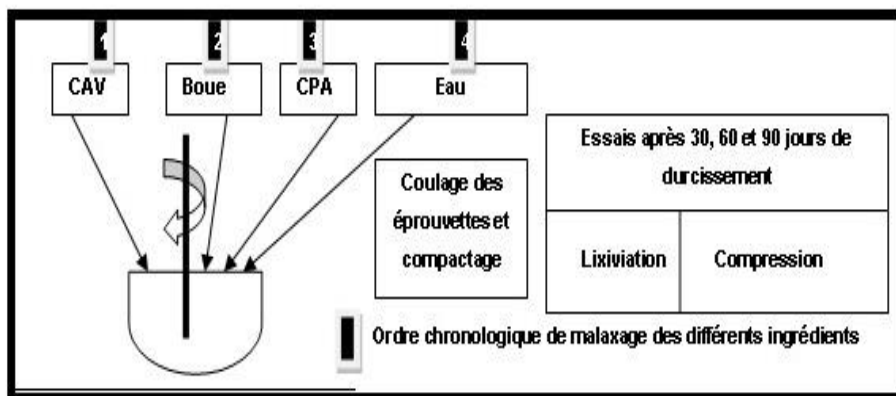 1 2 3 4
CAV Boue CPA Eau
Coulage des
éprouvettes et
compactage
Essais après 30, 60 et 90 jours de
durcissement
Lixiviation Compression
Ordre chronologique de malaxage des différents ingrédients